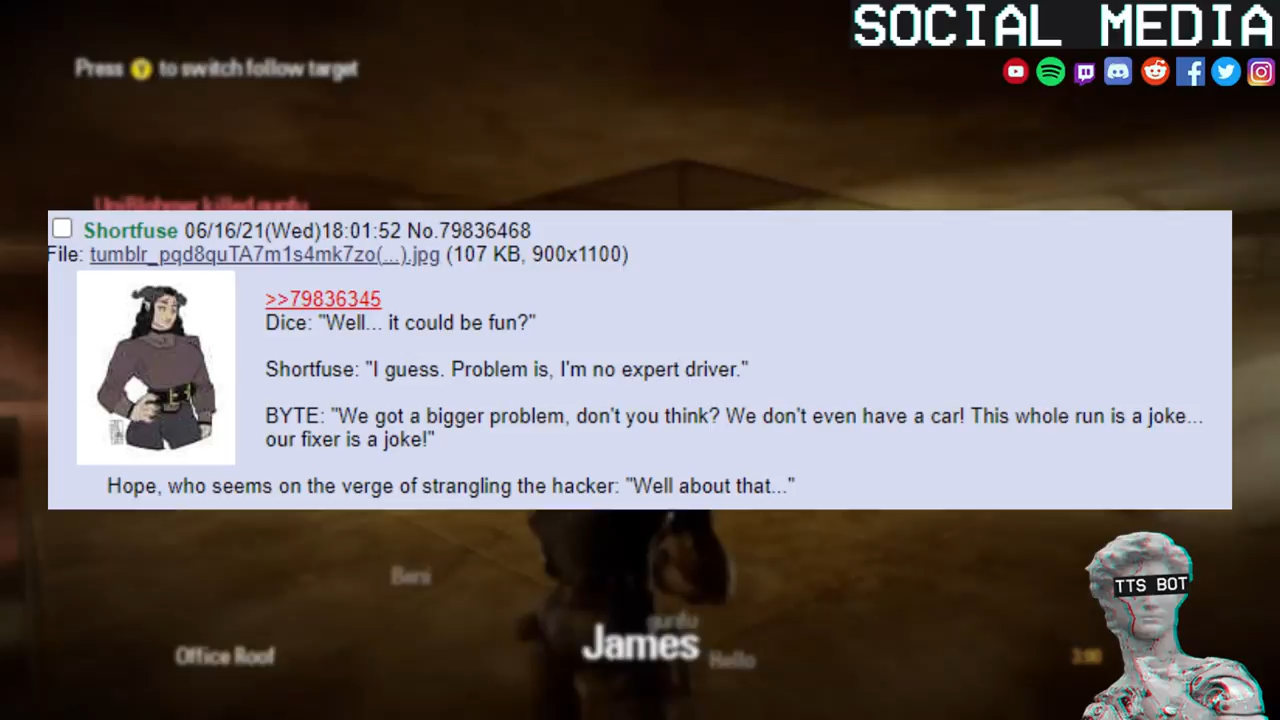 SOCIAL MEDIA
Press Y to switch follow target
killed gunfu
Shortfuse 06/16/21(Wed)18:01:52 No.79836468
File: tumblr_pqd8quTA7m1s4mk7zo(...).jpg (107 KB, 900x1100)
>>79836345
Dice: "Well... it could be fun?"
Shortfuse: "I guess. Problem is, I'm no expert driver."
BYTE: "We got a bigger problem, don't you think? We don't even have a car! This whole run is a joke...
our fixer is a joke!"
Hope, who seems on the verge of strangling the hacker: "Well about that..."
TTS BOT
gunfu
James
Hello
Office Roof